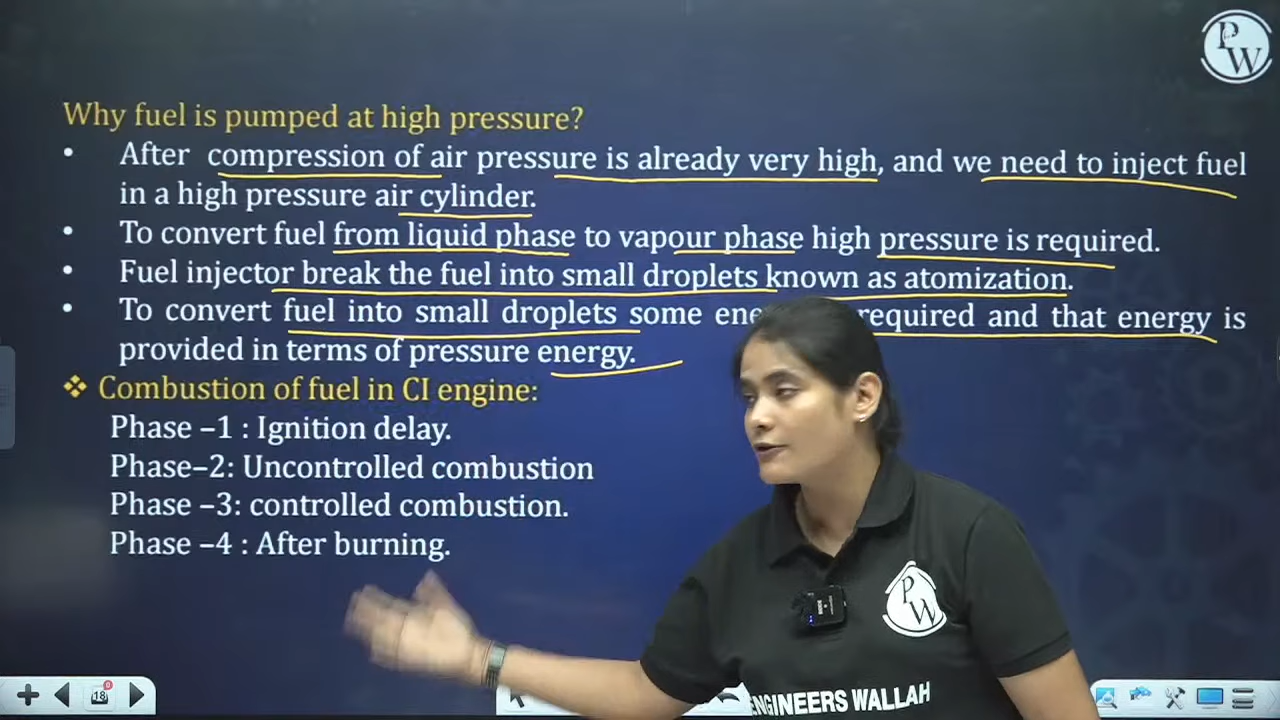 PW
Why fuel is pumped at high pressure?
• After compression of air pressure is already very high, and we need to inject fuel
in a high pressure air cylinder.
• To convert fuel from liquid phase to vapour phase high pressure is required.
• Fuel injector break the fuel into small droplets known as atomization.
• To convert fuel into small droplets some required and that energy is
provided in terms of pressure energy.
❖ Combustion of fuel in CI engine:
Phase –1 : Ignition delay.
Phase–2: Uncontrolled combustion
Phase –3: controlled combustion.
Phase –4 : After burning.
PW
ENGINEERS WALLAH
18